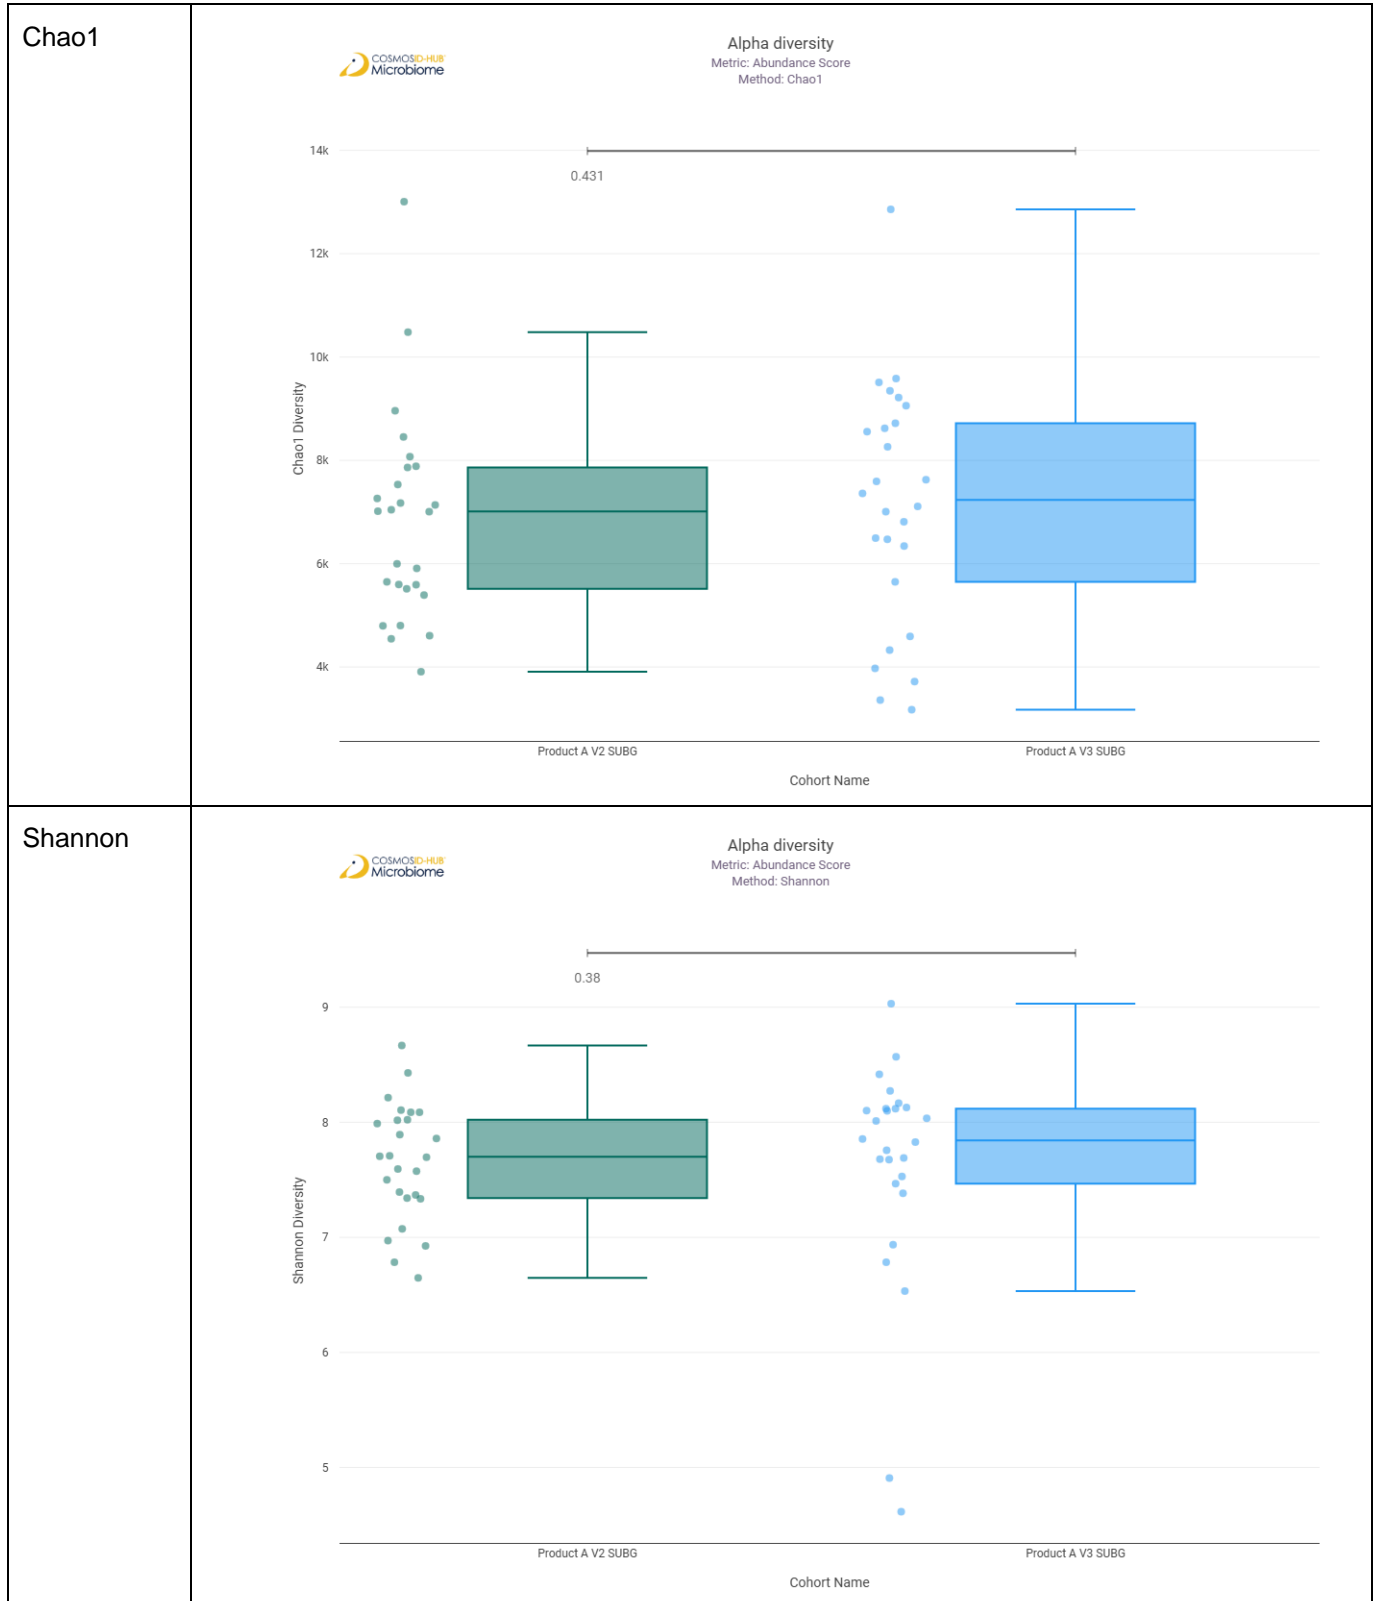 Chao1
COSMOSID-HUB
Microbiome
Alpha diversity
Metric: Abundance Score
Method: Chao1
14k
0.431
12k
10k
8k
6k
4k
Chao1 Diversity
Product A V2 SUBG
Product A V3 SUBG
Cohort Name
Shannon
COSMOSID-HUB
Microbiome
Alpha diversity
Metric: Abundance Score
Method: Shannon
0.38
9
8
7
6
5
Shannon Diversity
Product A V2 SUBG
Product A V3 SUBG
Cohort Name